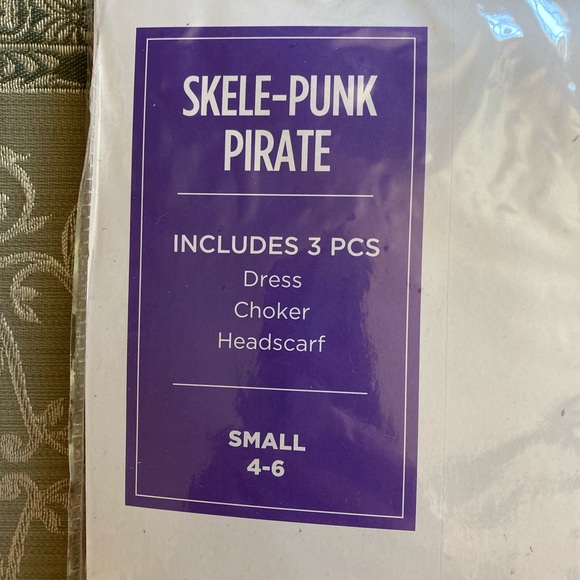 SKELE-PUNK
PIRATE
INCLUDES 3 PCS
Dress
Choker
Headscarf
SMALL
4-6